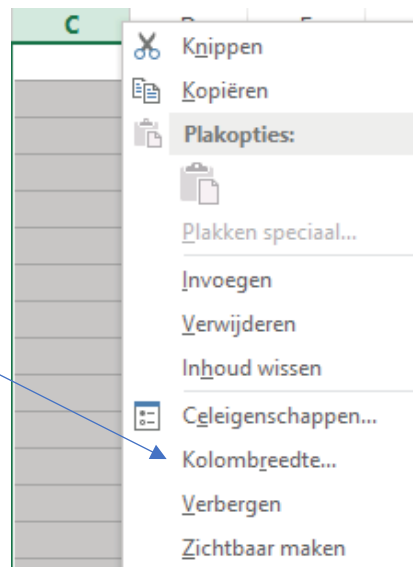 C
Knippen
Kopiëren
Plakopties:
Plakken speciaal...
Invoegen
Verwijderen
Inhoud wissen
Celeigenschappen...
Kolombreedte...
Verbergen
Zichtbaar maken